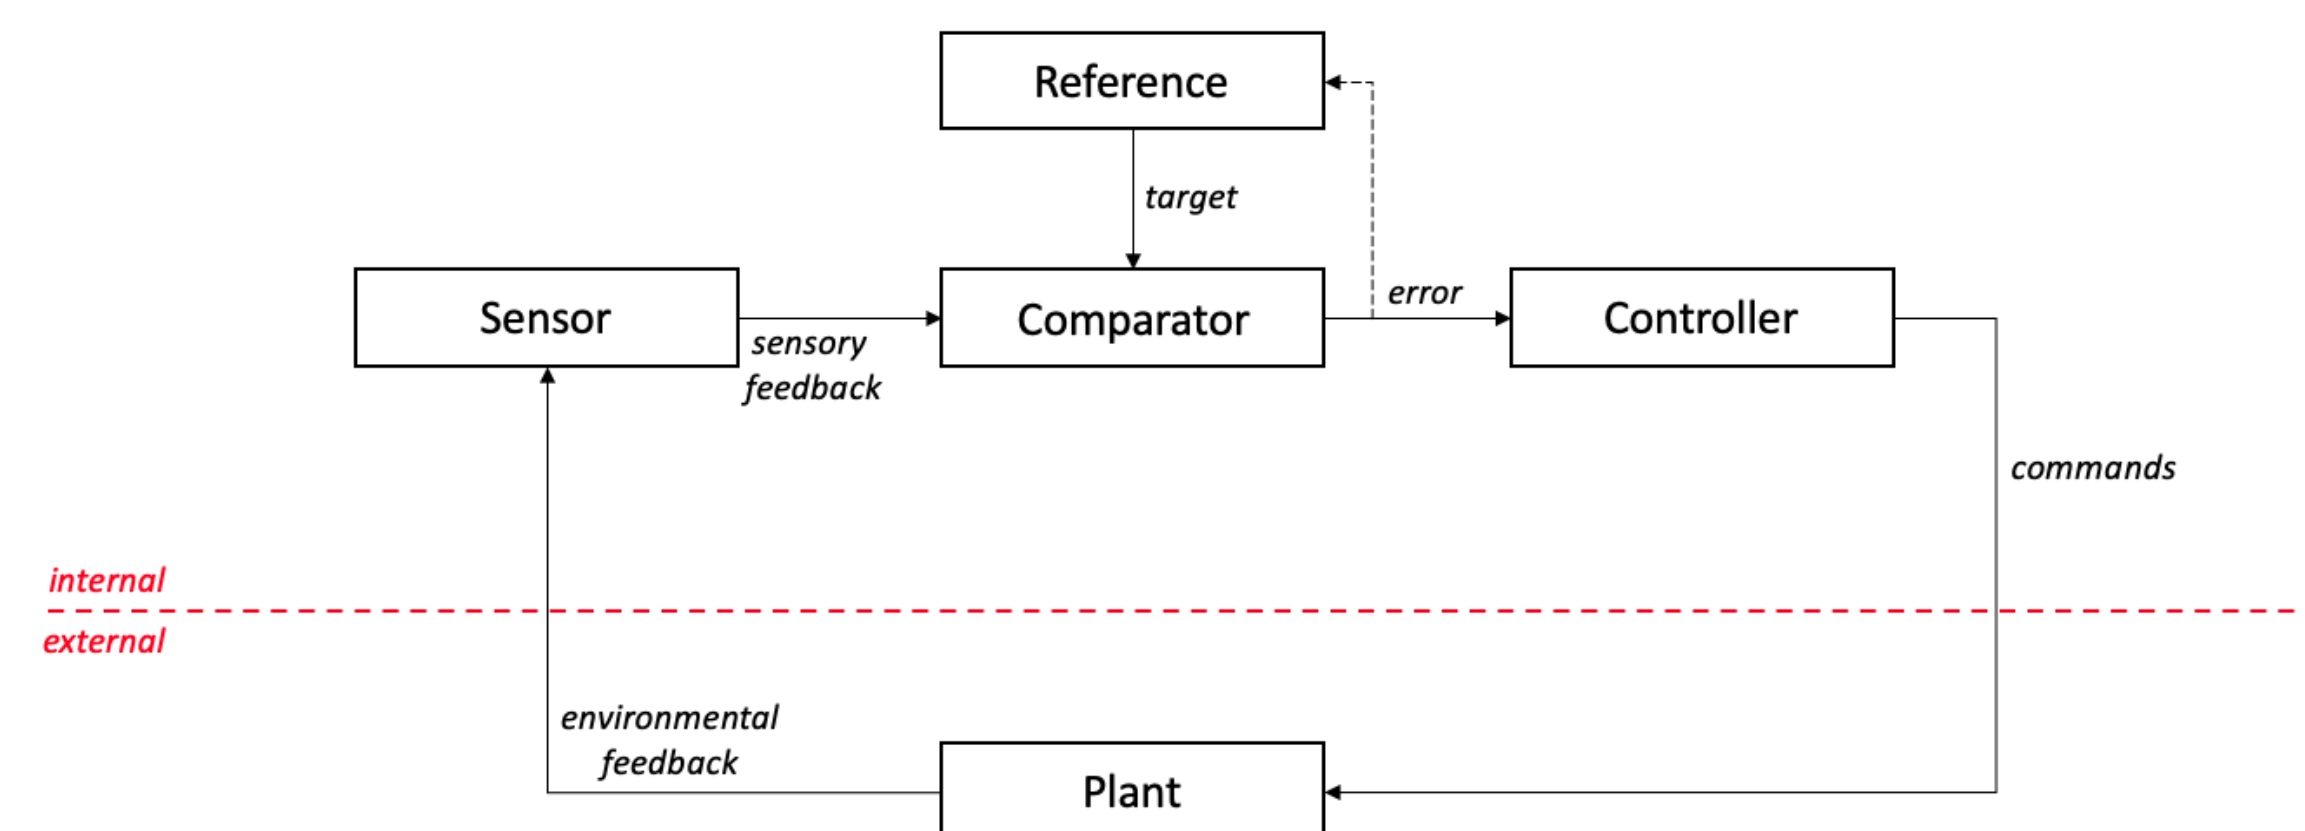 Reference
target
Sensor
Comparator
error
Controller
sensory
feedback
commands
internal
external
environmental
feedback
Plant